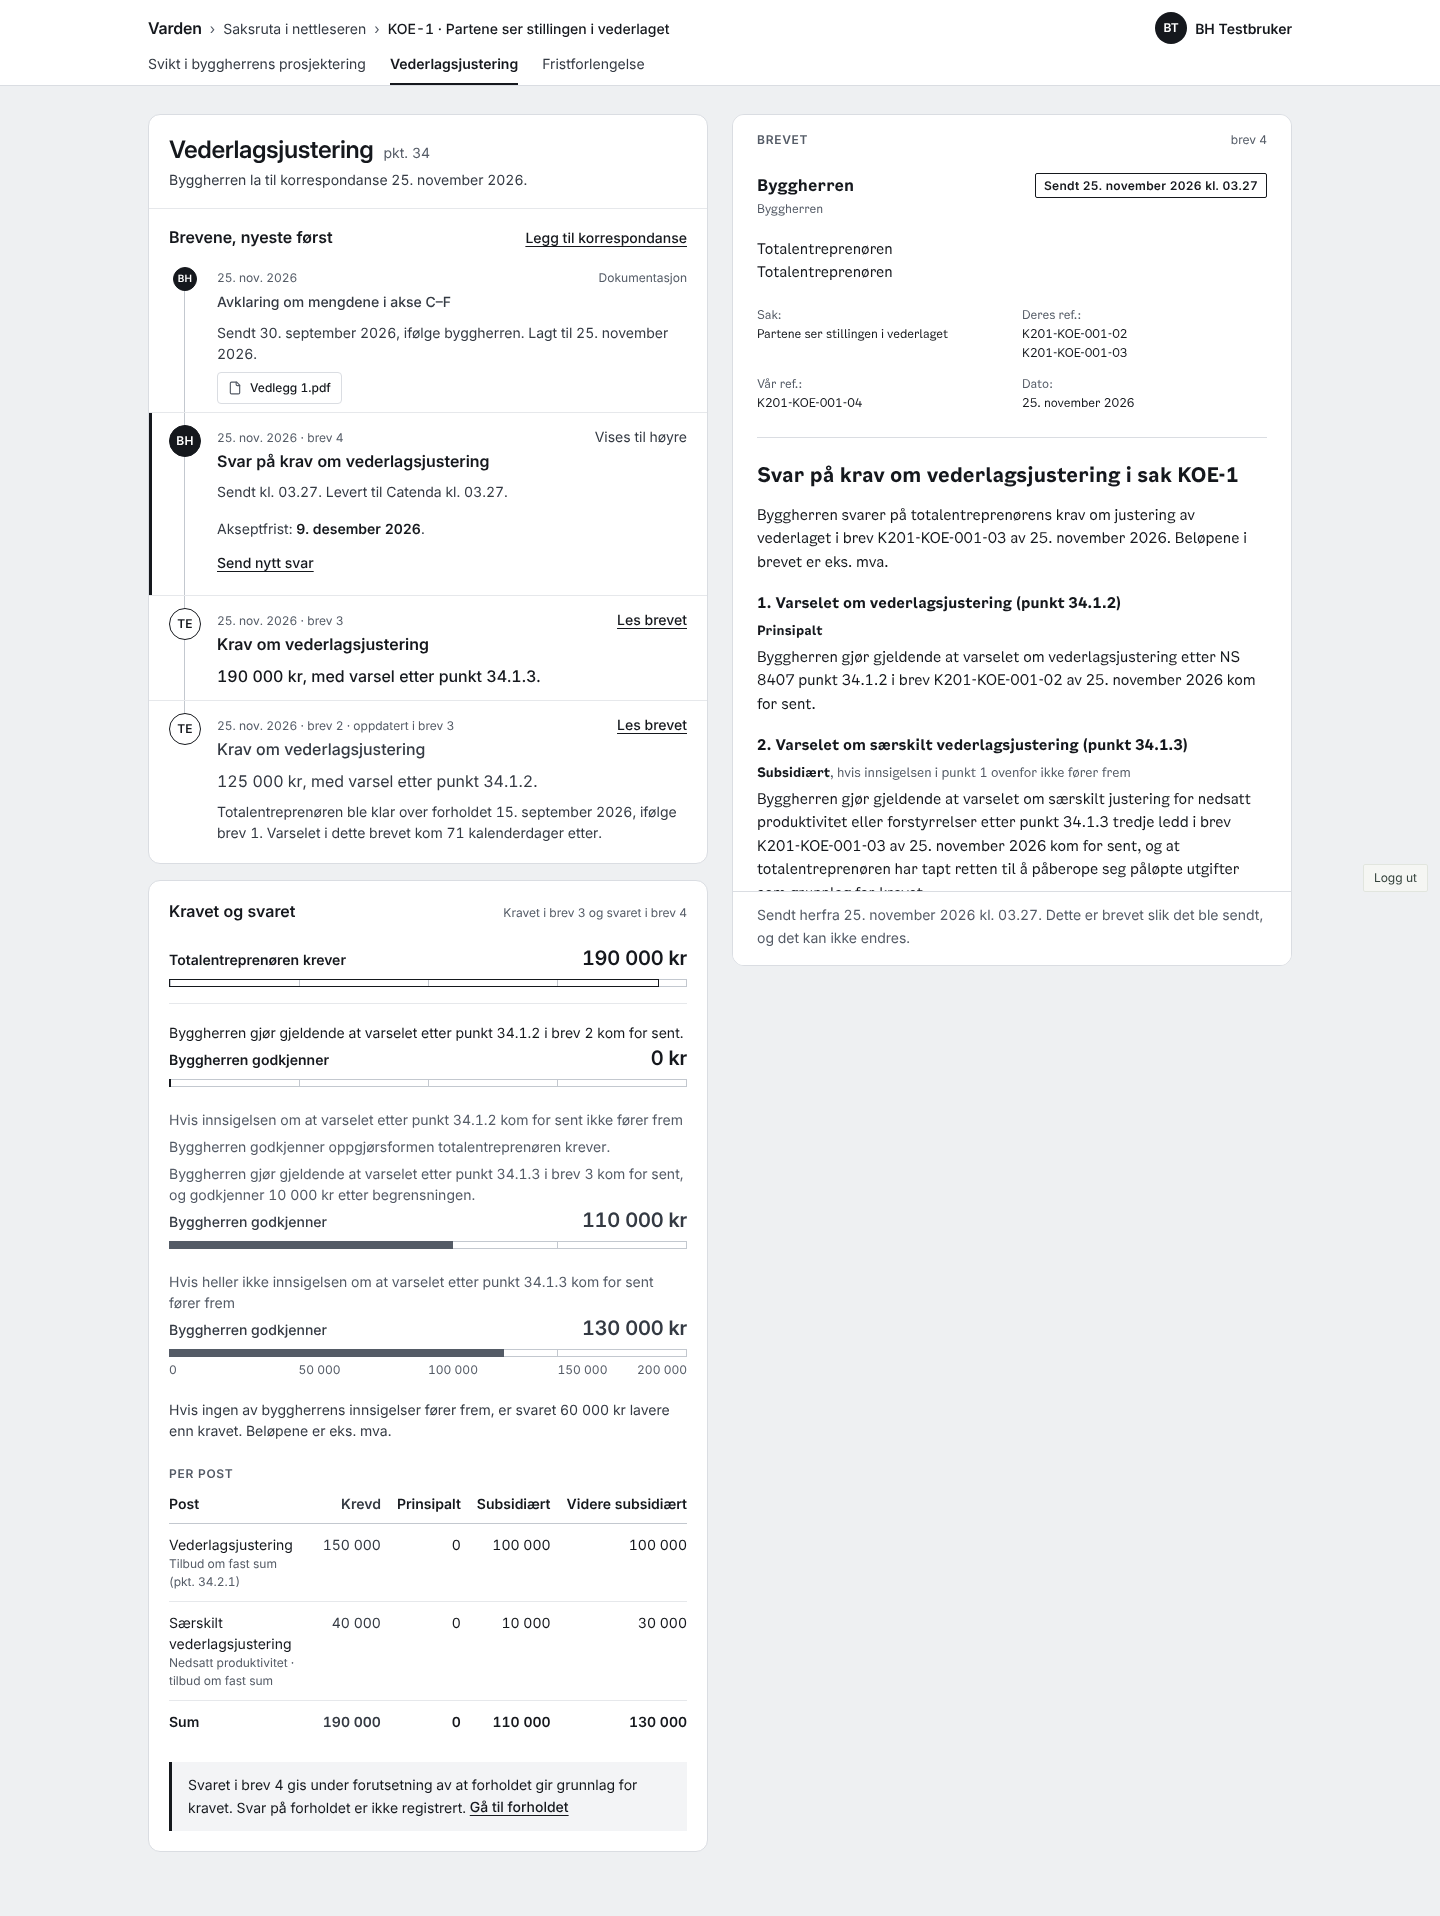 Varden › Saksruta i nettleseren › KOE-1 · Partene ser stillingen i vederlaget
BT BH Testbruker
Svikt i byggherrens prosjektering Vederlagsjustering Fristforlengelse
Vederlagsjustering pkt. 34
Byggherren la til korrespondanse 25. november 2026.
Brevene, nyeste først Legg til korrespondanse
BH 25. nov. 2026 Dokumentasjon
Avklaring om mengdene i akse C–F
Sendt 30. september 2026, ifølge byggherren. Lagt til 25. november
2026.
Vedlegg 1.pdf
BH 25. nov. 2026 · brev 4 Vises til høyre
Svar på krav om vederlagsjustering
Sendt kl. 03.27. Levert til Catenda kl. 03.27.
Akseptfrist: 9. desember 2026.
Send nytt svar
TE 25. nov. 2026 · brev 3 Les brevet
Krav om vederlagsjustering
190 000 kr, med varsel etter punkt 34.1.3.
TE 25. nov. 2026 · brev 2 · oppdatert i brev 3 Les brevet
Krav om vederlagsjustering
125 000 kr, med varsel etter punkt 34.1.2.
Totalentreprenøren ble klar over forholdet 15. september 2026, ifølge
brev 1. Varselet i dette brevet kom 71 kalenderdager etter.
Kravet og svaret Kravet i brev 3 og svaret i brev 4
Totalentreprenøren krever 190 000 kr
Byggherren gjør gjeldende at varselet etter punkt 34.1.2 i brev 2 kom for sent.
Byggherren godkjenner 0 kr
Hvis innsigelsen om at varselet etter punkt 34.1.2 kom for sent ikke fører frem
Byggherren godkjenner oppgjørsformen totalentreprenøren krever.
Byggherren gjør gjeldende at varselet etter punkt 34.1.3 i brev 3 kom for sent,
og godkjenner 10 000 kr etter begrensningen.
Byggherren godkjenner 110 000 kr
Hvis heller ikke innsigelsen om at varselet etter punkt 34.1.3 kom for sent
fører frem
Byggherren godkjenner 130 000 kr
0 50 000 100 000 150 000 200 000
Hvis ingen av byggherrens innsigelser fører frem, er svaret 60 000 kr lavere
enn kravet. Beløpene er eks. mva.
PER POST
Post Krevd Prinsipalt Subsidiært Videre subsidiært
Vederlagsjustering 150 000 0 100 000 100 000
Tilbud om fast sum
(pkt. 34.2.1)
Særskilt 40 000 0 10 000 30 000
vederlagsjustering
Nedsatt produktivitet ·
tilbud om fast sum
Sum 190 000 0 110 000 130 000
Svaret i brev 4 gis under forutsetning av at forholdet gir grunnlag for
kravet. Svar på forholdet er ikke registrert. Gå til forholdet
BREVET brev 4
Byggherren Sendt 25. november 2026 kl. 03.27
Byggherren
Totalentreprenøren
Totalentreprenøren
Sak: Deres ref.:
Partene ser stillingen i vederlaget K201-KOE-001-02
K201-KOE-001-03
Vår ref.: Dato:
K201-KOE-001-04 25. november 2026
Svar på krav om vederlagsjustering i sak KOE-1
Byggherren svarer på totalentreprenørens krav om justering av
vederlaget i brev K201-KOE-001-03 av 25. november 2026. Beløpene i
brevet er eks. mva.
1. Varselet om vederlagsjustering (punkt 34.1.2)
Prinsipalt
Byggherren gjør gjeldende at varselet om vederlagsjustering etter NS
8407 punkt 34.1.2 i brev K201-KOE-001-02 av 25. november 2026 kom
for sent.
2. Varselet om særskilt vederlagsjustering (punkt 34.1.3)
Subsidiært, hvis innsigelsen i punkt 1 ovenfor ikke fører frem
Byggherren gjør gjeldende at varselet om særskilt justering for nedsatt
produktivitet eller forstyrrelser etter punkt 34.1.3 tredje ledd i brev
K201-KOE-001-03 av 25. november 2026 kom for sent, og at
totalentreprenøren har tapt retten til å påberope seg påløpte utgifter
Sendt herfra 25. november 2026 kl. 03.27. Dette er brevet slik det ble sendt,
og det kan ikke endres.
Logg ut